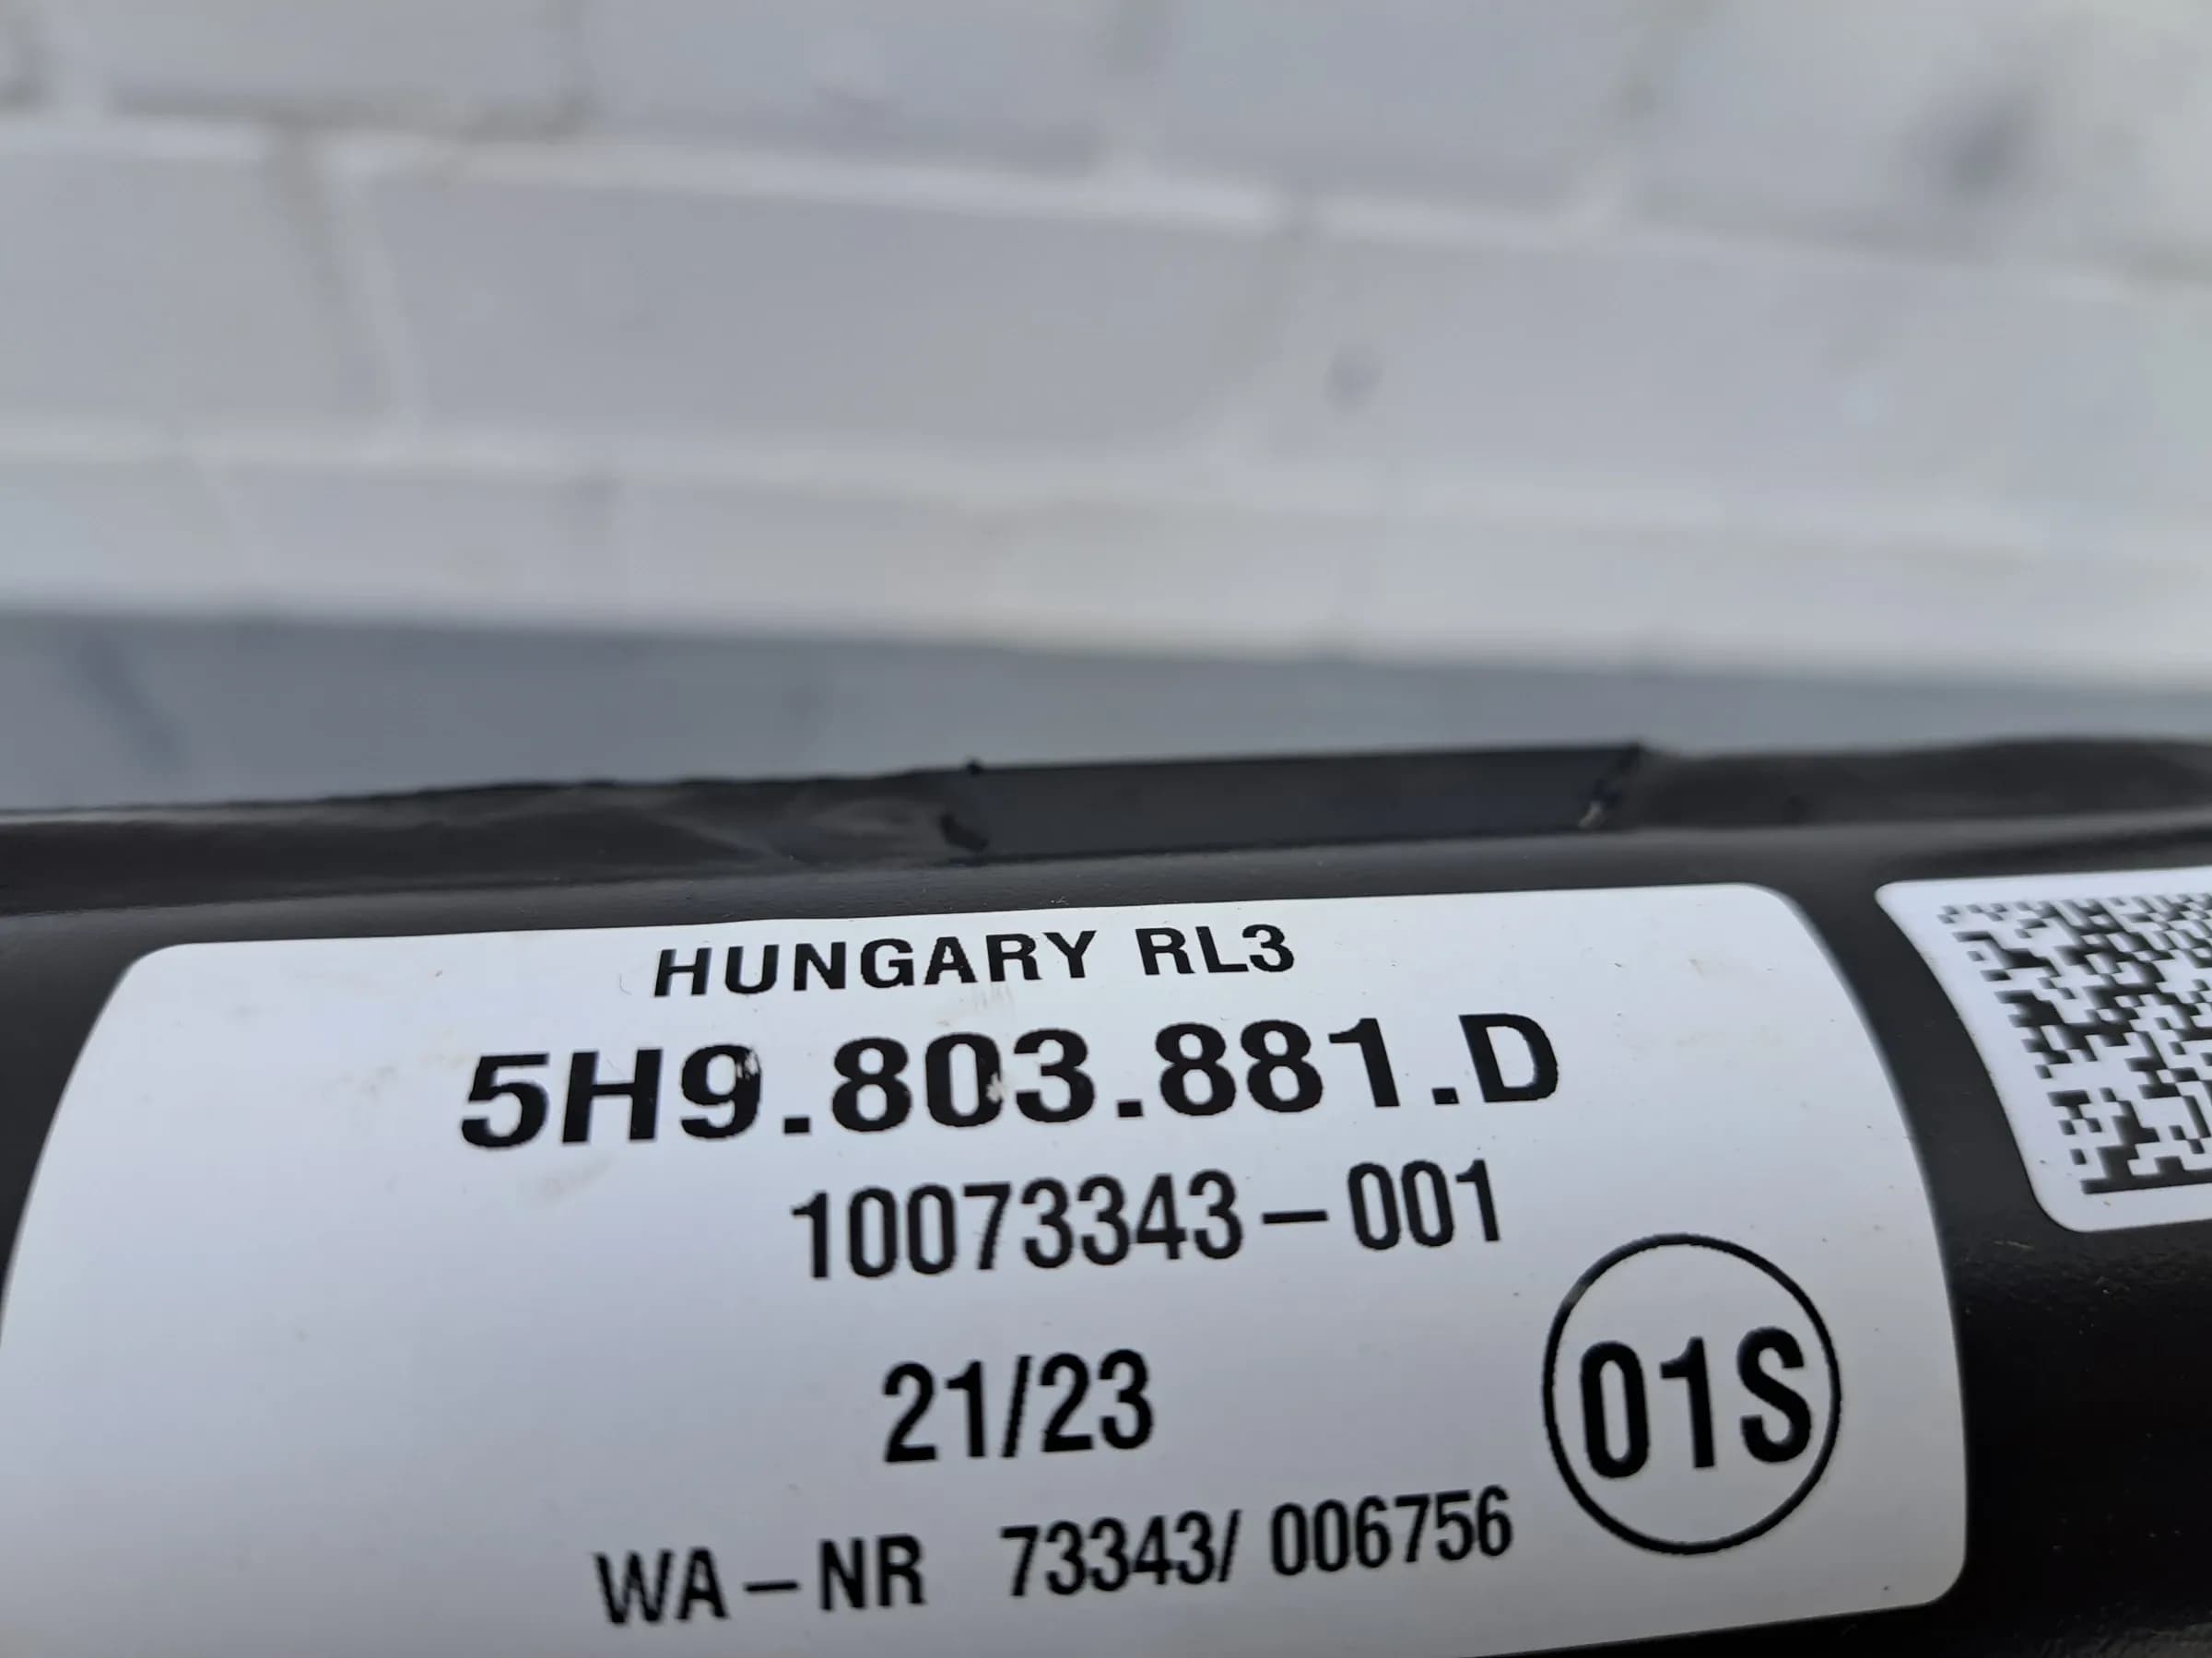 HUNGARY RL3
5H9.803.881.D
10073343-001
21/23
01S
WA-NR 73343/ 006756